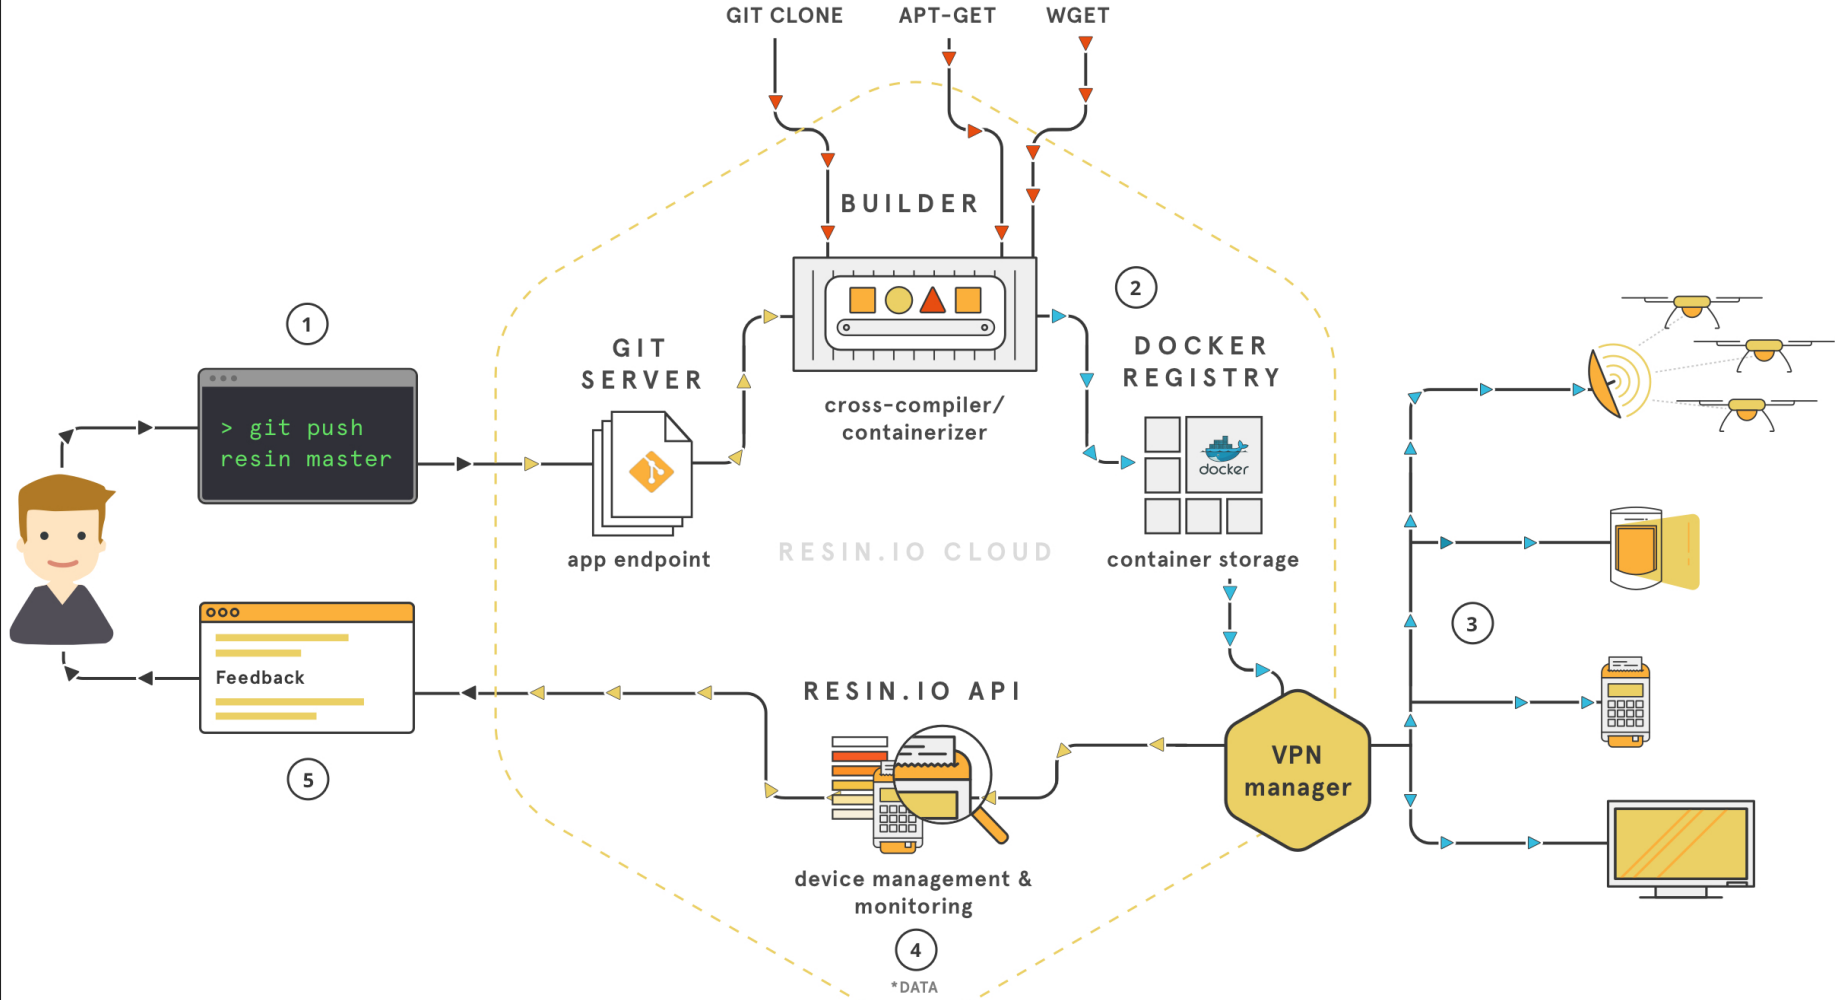 GIT CLONE
APT-GET
WGET
BUILDER
1
2
> git push
resin master
GIT
SERVER
cross-compiler/
containerizer
DOCKER
REGISTRY
docker
app endpoint
RESIN.IO CLOUD
container storage
3
Feedback
RESIN.IO API
VPN
manager
5
device management &
monitoring
4
*DATA